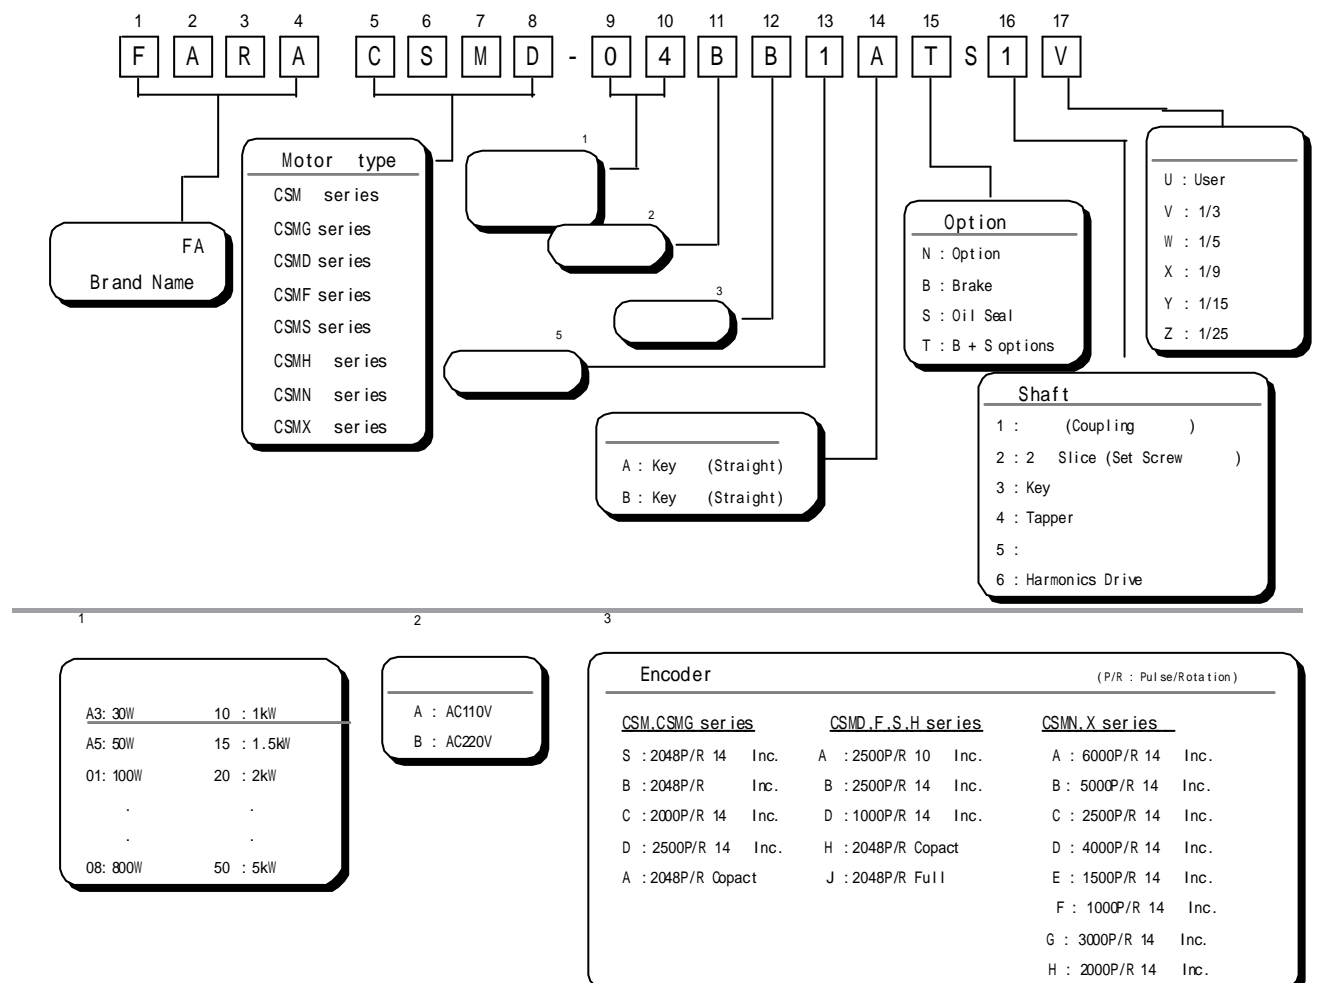 1 2 3 4 5 6 7 8 9 10 11 12 13 14 15 16 17
F A R A C S M D - 0 4 B B 1 A T S 1 V
FA
Brand Name
Motor type
CSM series
CSMG series
CSMD series
CSMF series
CSMS series
CSMH series
CSMN series
CSMX series
1
2
3
5
A : Key (Straight)
B : Key (Straight)
Option
N : Option
B : Brake
S : Oil Seal
T : B + S options
U : User
V : 1/3
W : 1/5
X : 1/9
Y : 1/15
Z : 1/25
Shaft
1 : (Coupling )
2 : 2 Slice (Set Screw )
3 : Key
4 : Tapper
5 :
6 : Harmonics Drive
1
A3: 30W 10 : 1kW
A5: 50W 15 : 1.5kW
01: 100W 20 : 2kW
. .
. .
08: 800W 50 : 5kW
2
A : AC110V
B : AC220V
3
Encoder (P/R : Pulse/Rotation)
CSM,CSMG series
S : 2048P/R 14 Inc.
B : 2048P/R Inc.
C : 2000P/R 14 Inc.
D : 2500P/R 14 Inc.
A : 2048P/R Copact
CSMD,F,S,H series
A : 2500P/R 10 Inc.
B : 2500P/R 14 Inc.
D : 1000P/R 14 Inc.
H : 2048P/R Copact
J : 2048P/R Full
CSMN,X series
A : 6000P/R 14 Inc.
B : 5000P/R 14 Inc.
C : 2500P/R 14 Inc.
D : 4000P/R 14 Inc.
E : 1500P/R 14 Inc.
F : 1000P/R 14 Inc.
G : 3000P/R 14 Inc.
H : 2000P/R 14 Inc.